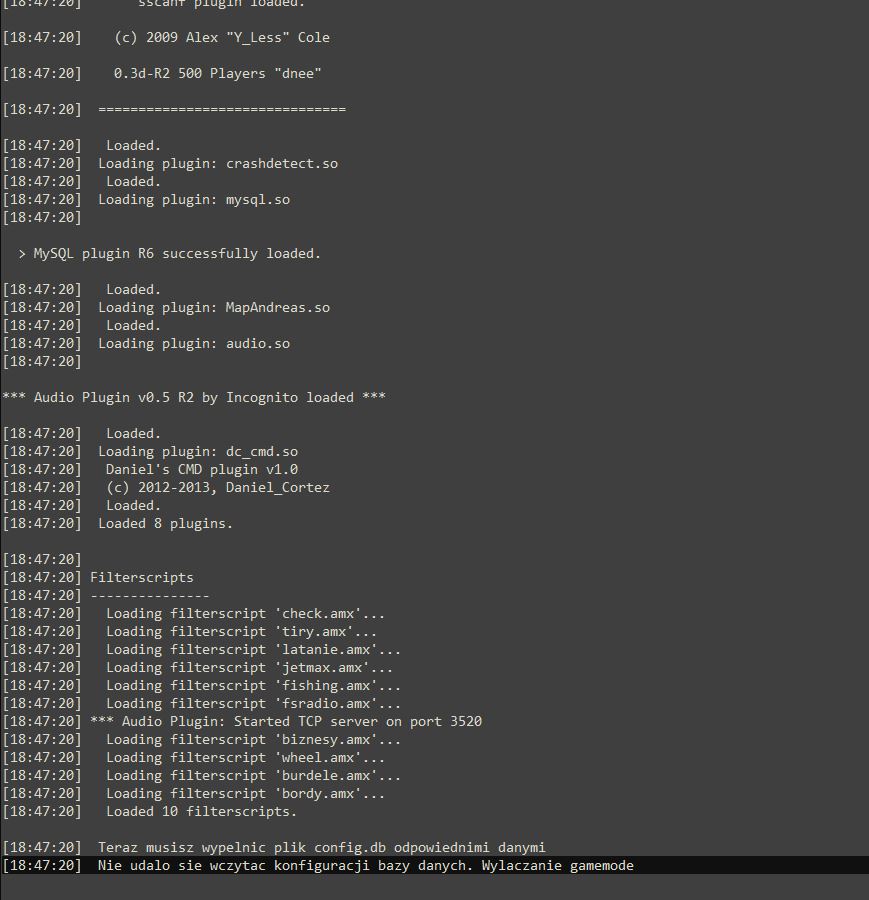 [18:47:20] sscanf plugin loaded.
[18:47:20] (c) 2009 Alex "Y_Less" Cole
[18:47:20] 0.3d-R2 500 Players "dnee"
[18:47:20] ===============================
[18:47:20] Loaded.
[18:47:20] Loading plugin: crashdetect.so
[18:47:20] Loaded.
[18:47:20] Loading plugin: mysql.so
[18:47:20]
> MySQL plugin R6 successfully loaded.
[18:47:20] Loaded.
[18:47:20] Loading plugin: MapAndreas.so
[18:47:20] Loaded.
[18:47:20] Loading plugin: audio.so
[18:47:20]
*** Audio Plugin v0.5 R2 by Incognito loaded ***
[18:47:20] Loaded.
[18:47:20] Loading plugin: dc_cmd.so
[18:47:20] Daniel's CMD plugin v1.0
[18:47:20] (c) 2012-2013, Daniel_Cortez
[18:47:20] Loaded.
[18:47:20] Loaded 8 plugins.
[18:47:20]
[18:47:20] Filterscripts
[18:47:20] ---------------
[18:47:20] Loading filterscript 'check.amx'...
[18:47:20] Loading filterscript 'tiry.amx'...
[18:47:20] Loading filterscript 'latanie.amx'...
[18:47:20] Loading filterscript 'jetmax.amx'...
[18:47:20] Loading filterscript 'fishing.amx'...
[18:47:20] Loading filterscript 'fsradio.amx'...
[18:47:20] *** Audio Plugin: Started TCP server on port 3520
[18:47:20] Loading filterscript 'biznesy.amx'...
[18:47:20] Loading filterscript 'wheel.amx'...
[18:47:20] Loading filterscript 'burdele.amx'...
[18:47:20] Loading filterscript 'bordy.amx'...
[18:47:20] Loaded 10 filterscripts.
[18:47:20] Teraz musisz wypelnic plik config.db odpowiednimi danymi
[18:47:20] Nie udalo sie wczytac konfiguracji bazy danych. Wylaczanie gamemode